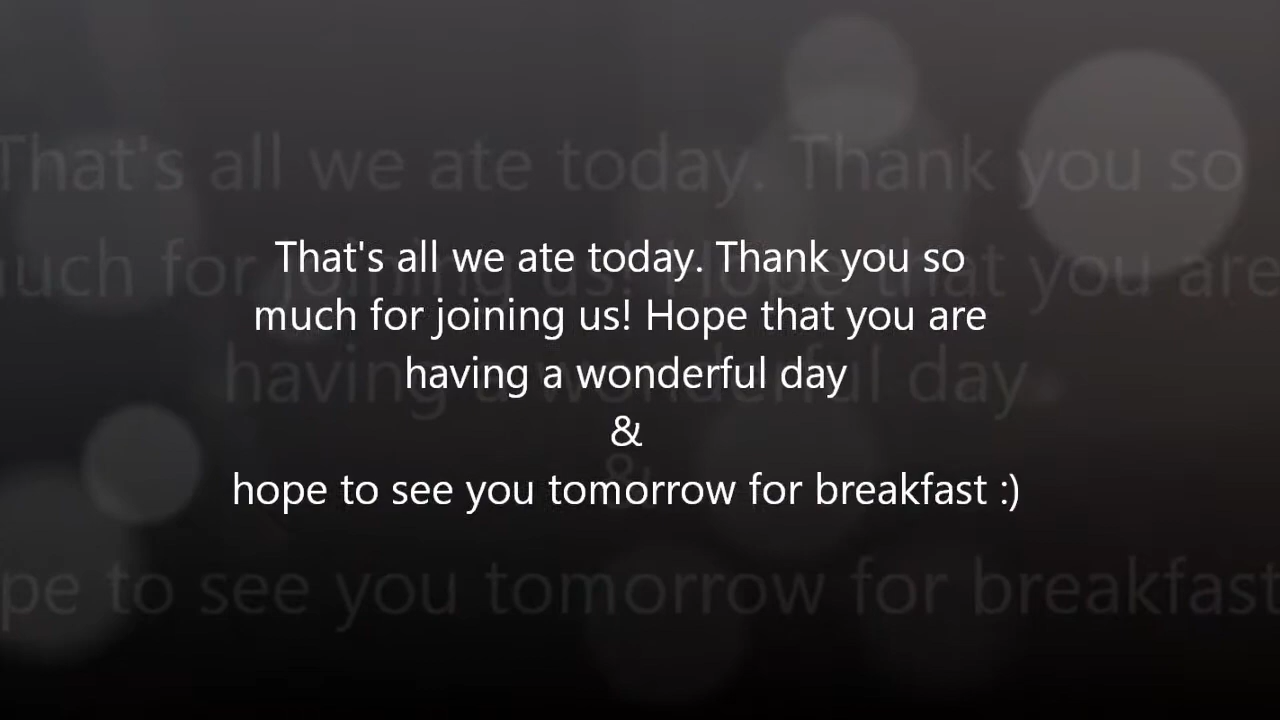 That's all we ate today. Thank you so
much for joining us! Hope that you are
having a wonderful day
&
hope to see you tomorrow for breakfast :)